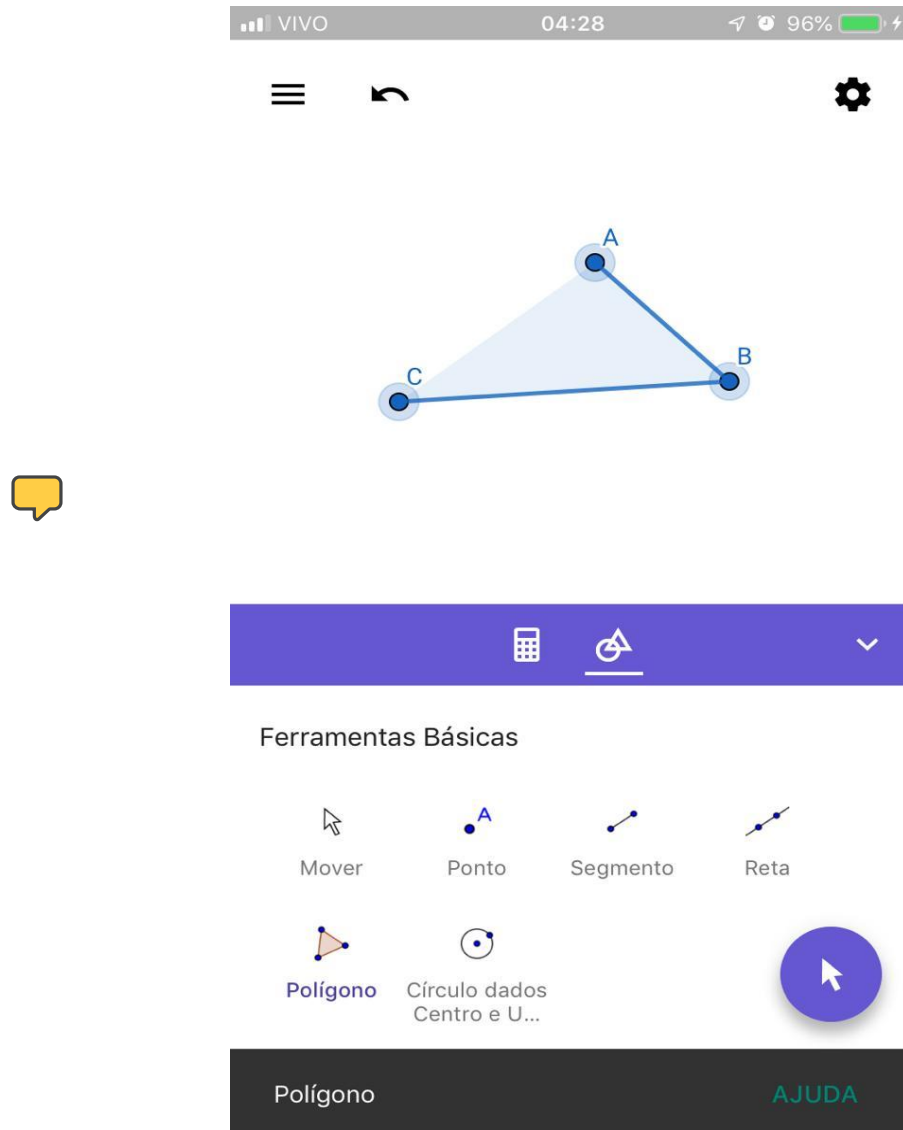 VIVO 04:28 96%
A
B
C
Ferramentas Básicas
A
Mover Ponto Segmento Reta
Polígono Círculo dados
Centro e U...
Polígono AJUDA